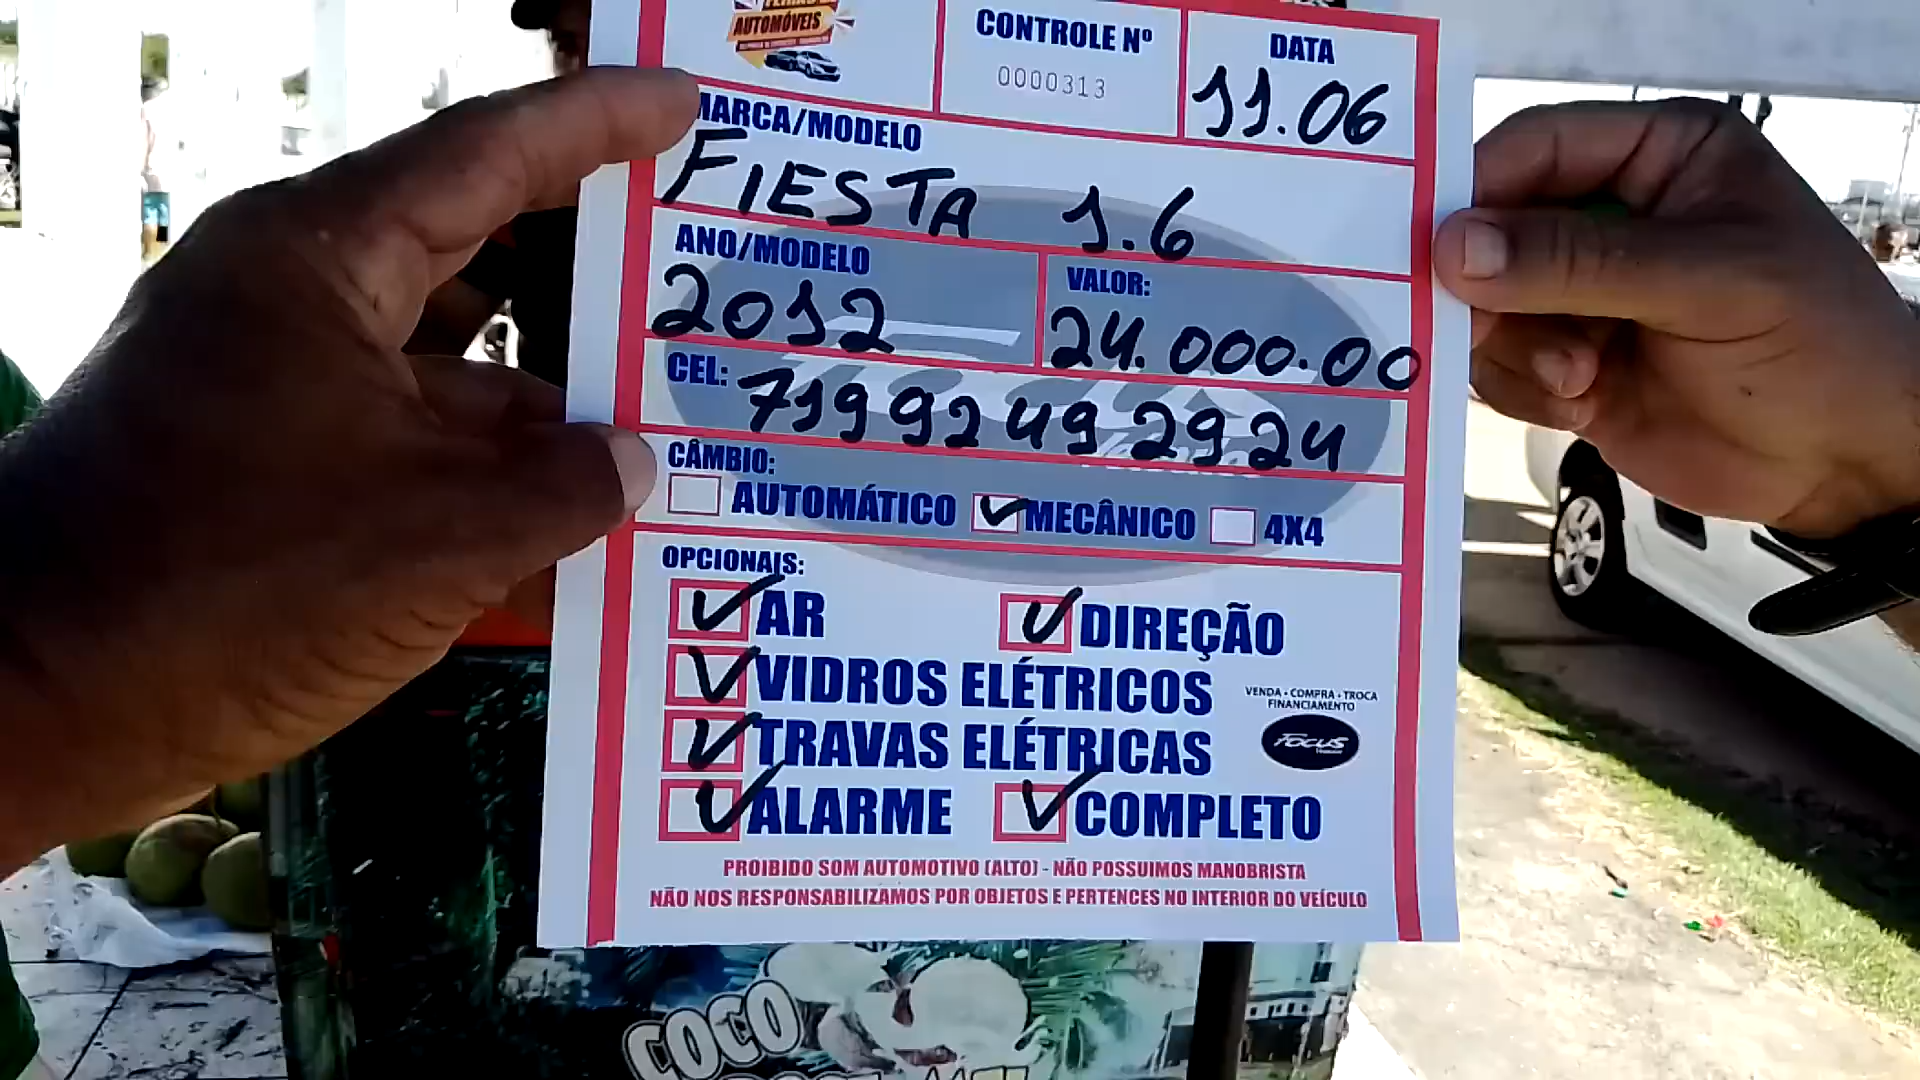 AUTOMÓVEIS
CONTROLE Nº
0000313
DATA
11.06
MARCA/MODELO
FIESTA 1.6
ANO/MODELO
2012
VALOR:
24.000.00
CEL: 71992492924
CÂMBIO:
AUTOMÁTICO MECÂNICO 4X4
OPCIONAIS:
AR DIREÇÃO
VIDROS ELÉTRICOS
TRAVAS ELÉTRICAS
ALARME COMPLETO
VENDA • COMPRA • TROCA
FINANCIAMENTO
FOCUS
PROIBIDO SOM AUTOMOTIVO (ALTO) - NÃO POSSUIMOS MANOBRISTA
NÃO NOS RESPONSABILIZAMOS POR OBJETOS E PERTENCES NO INTERIOR DO VEÍCULO
COCO